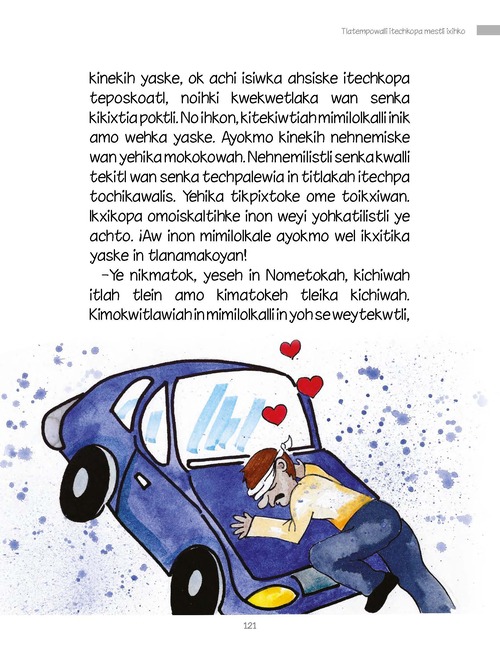 Tlatempowalli itechkopa mestli ixihko
kinekih yaske, ok achi isiwka ahsiske itechkopa
teposkoatl, noihki kwekwetlaka wan senka
kikixtia poktli. No ihkon, kitekiwtiah mimilolkalli inik
amo wehka yaske. Ayokmo kinekih nehnemiske
wan yehika mokokowah. Nehnemilistli senka kwalli
tekitl wan senka techpalewia in titlakah itechpa
tochikawalis. Yehika tikpixtoke ome toikxiwan.
Ikxikopa omoiskaltihke inon weyi yohkatilistli ye
achto. ¡Aw inon mimilolkale ayokmo wel ikxitika
yaske in tlanamakoyan!
–Ye nikmatok, yeseh in Nometokah, kichiwah
itlah tlein amo kimatokeh tleika kichiwah.
Kimokwitlawiah in mimilolkalli in yoh se wey tekwtli,
121